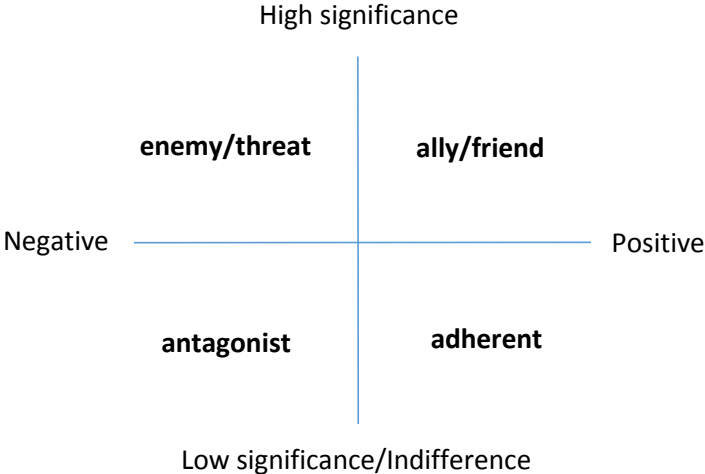 High significance
enemy/threat
ally/friend
Negative
Positive
antagonist
adherent
Low significance/Indifference